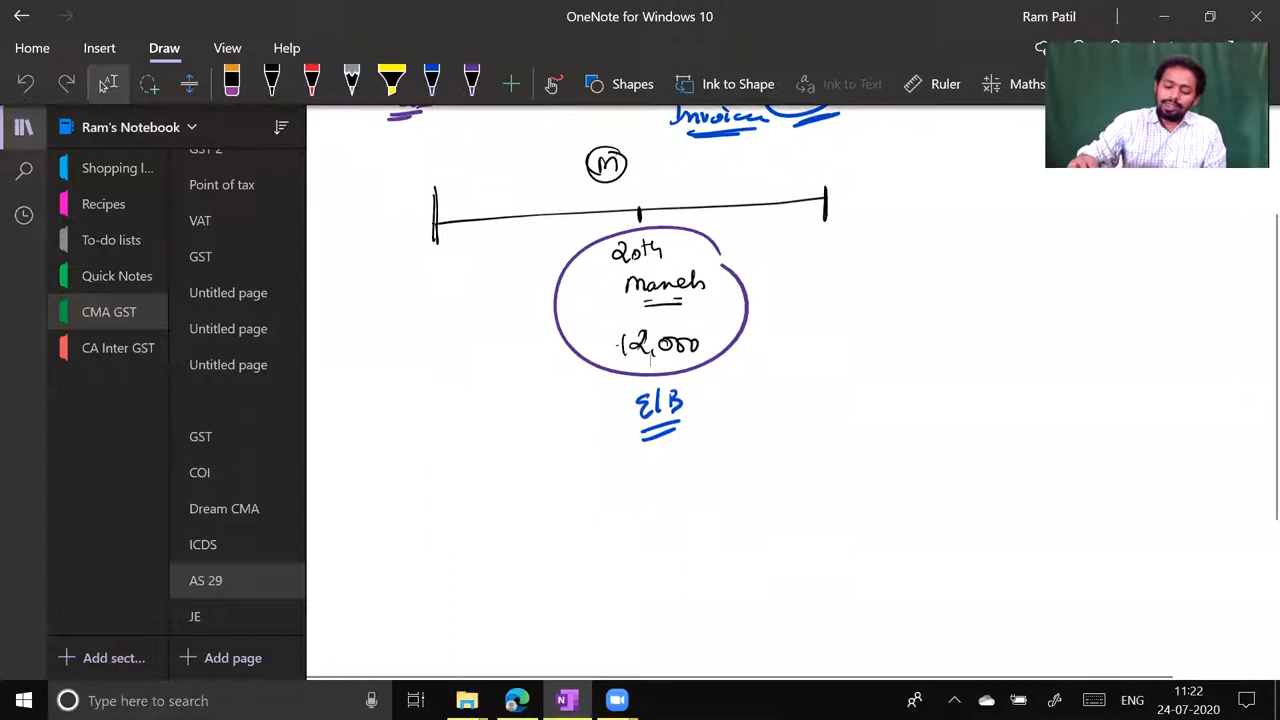 OneNote for Windows 10
Ram Patil
Home
Insert
Draw
View
Help
Shapes
Ink to Shape
Ink to Text
Ruler
Maths
Ram's Notebook
Shopping l...
Recipes
To-do lists
Quick Notes
CMA GST
CA Inter GST
GST 2
Point of tax
VAT
GST
Untitled page
Untitled page
Untitled page
GST
COI
Dream CMA
ICDS
AS 29
JE
Add sect...
Add page
Invoice
M
20th
March
12,000
E/B
Type here to search
ENG
11:22
24-07-2020